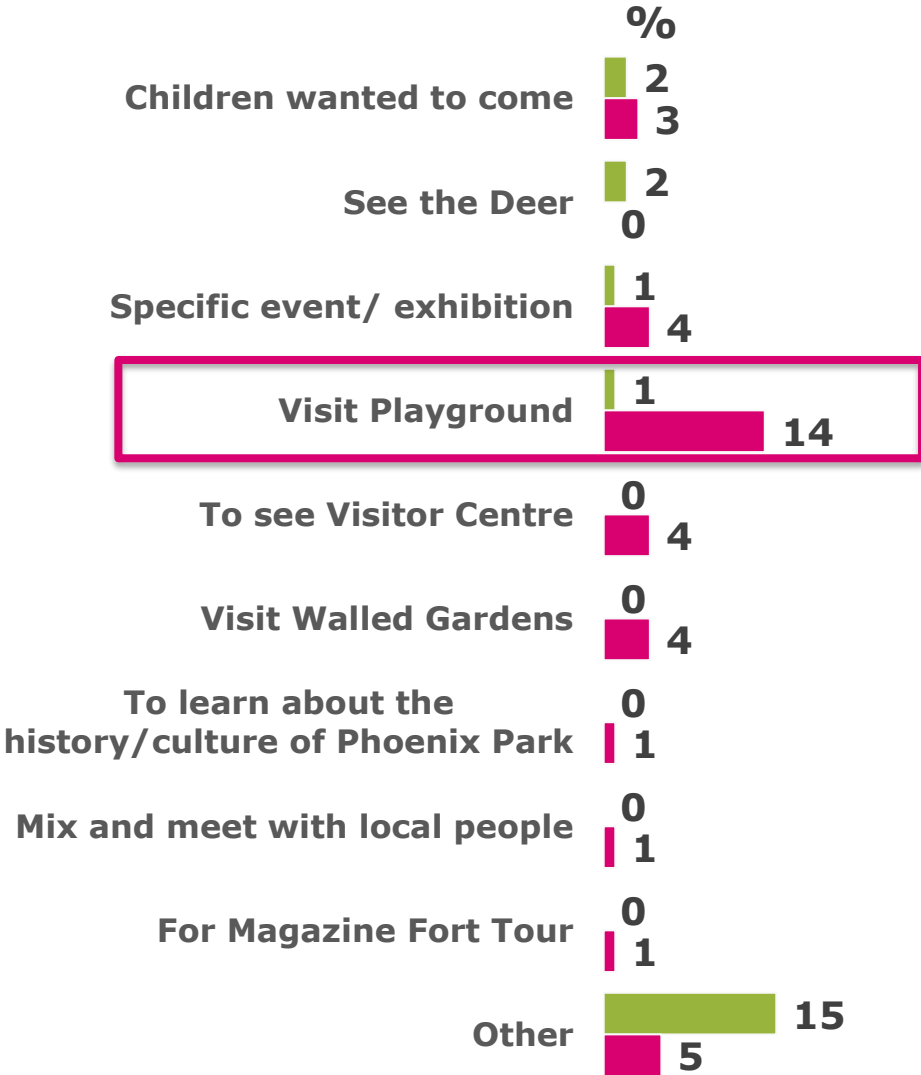 %
Children wanted to come
2
3
See the Deer
2
0
Specific event/ exhibition
1
4
Visit Playground
1
14
To see Visitor Centre
0
4
Visit Walled Gardens
0
4
To learn about the
history/culture of Phoenix Park
0
1
Mix and meet with local people
0
1
For Magazine Fort Tour
0
1
Other
15
5